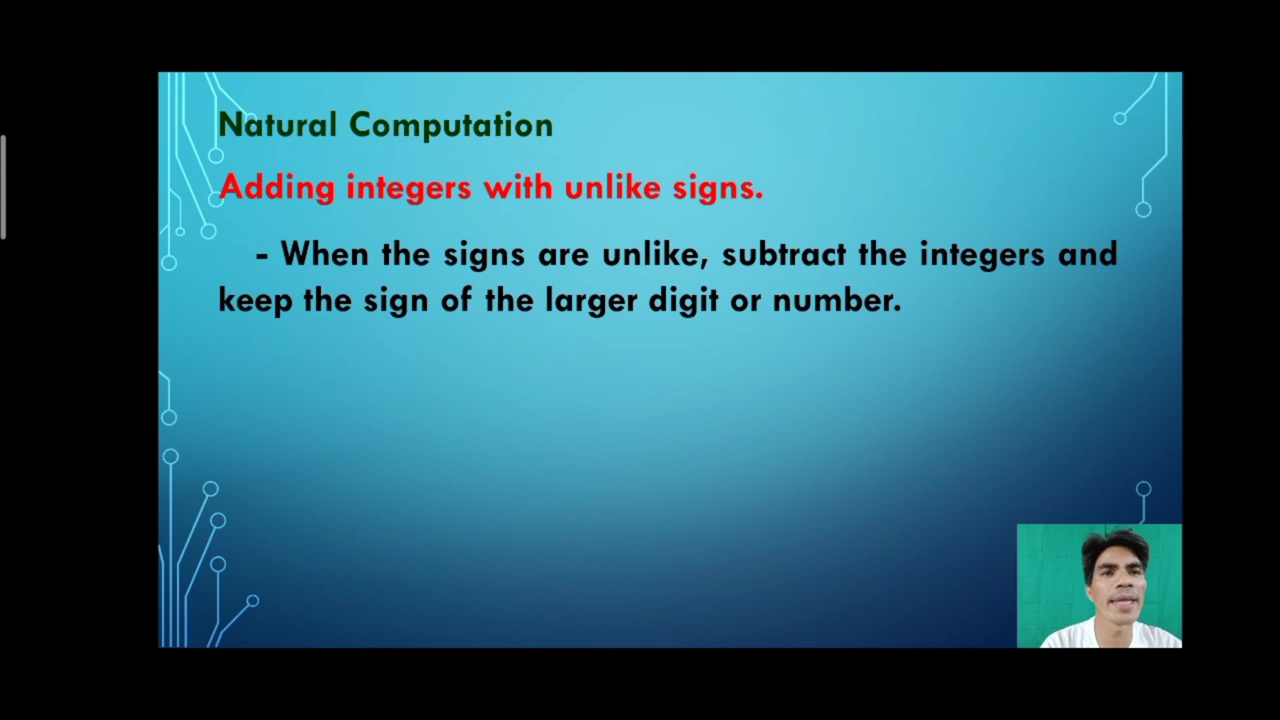 Natural Computation
Adding integers with unlike signs.
- When the signs are unlike, subtract the integers and
keep the sign of the larger digit or number.